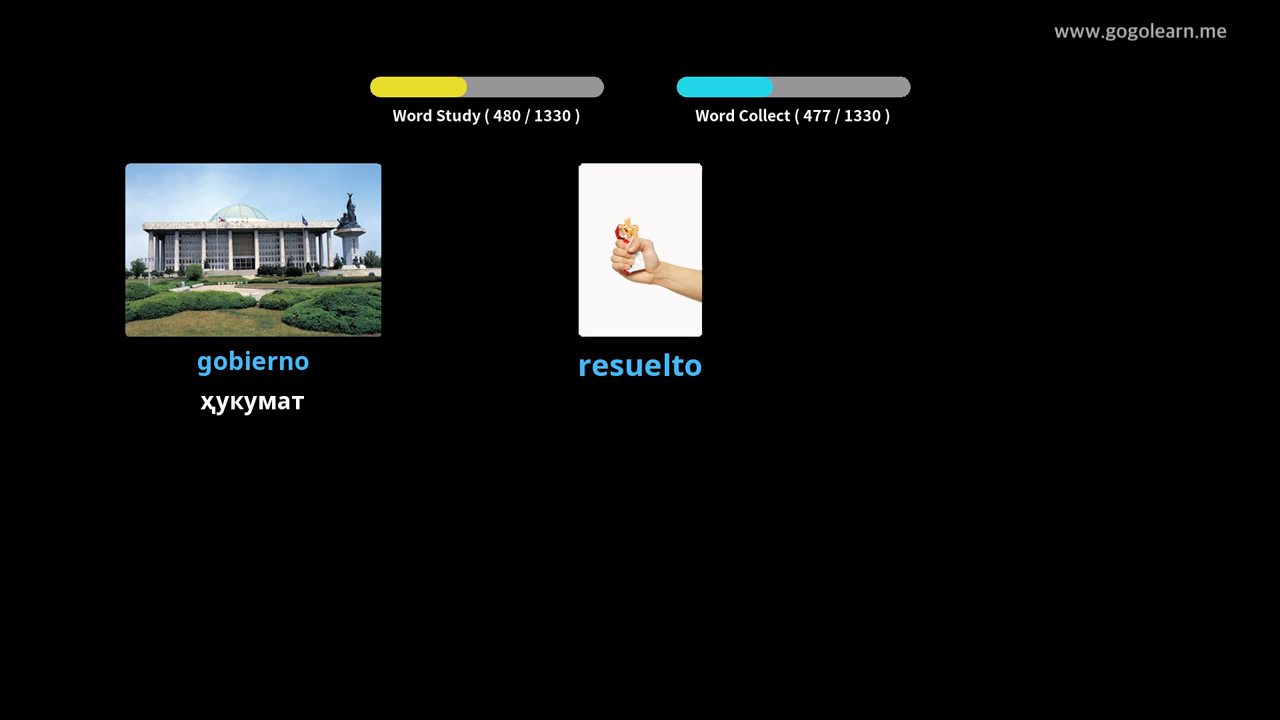 www.gogolearn.me
Word Study ( 480 / 1330 )
Word Collect ( 477 / 1330 )
gobierno
ҳукумат
resuelto